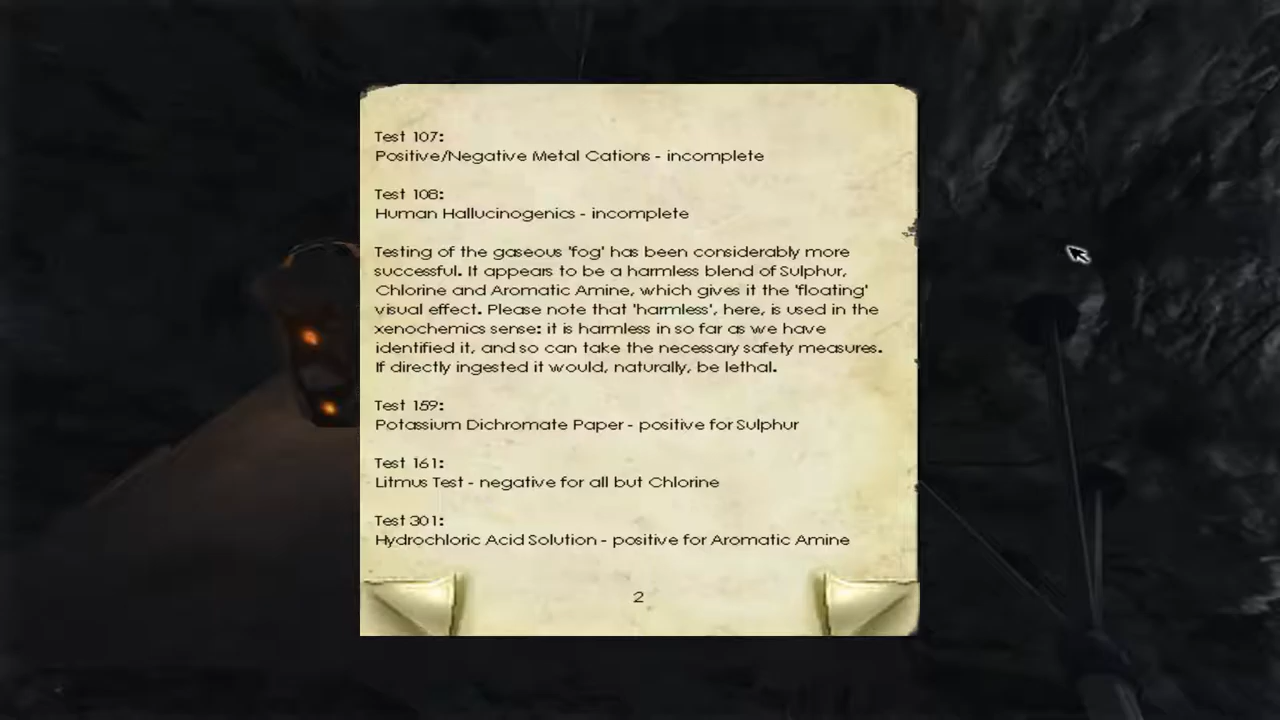 Test 107:
Positive/Negative Metal Cations - incomplete
Test 108:
Human Hallucinogenics - incomplete
Testing of the gaseous 'fog' has been considerably more
successful. It appears to be a harmless blend of Sulphur,
Chlorine and Aromatic Amine, which gives it the 'floating'
visual effect. Please note that 'harmless', here, is used in the
xenochemics sense: it is harmless in so far as we have
identified it, and so can take the necessary safety measures.
If directly ingested it would, naturally, be lethal.
Test 159:
Potassium Dichromate Paper - positive for Sulphur
Test 161:
Litmus Test - negative for all but Chlorine
Test 301:
Hydrochloric Acid Solution - positive for Aromatic Amine
2